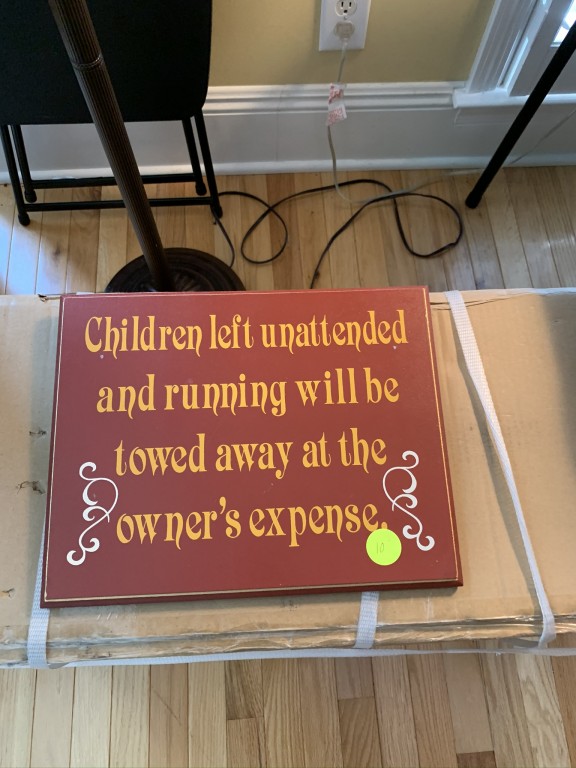 Children left unattended
and running will be
towed away at the
owner's expense.
10